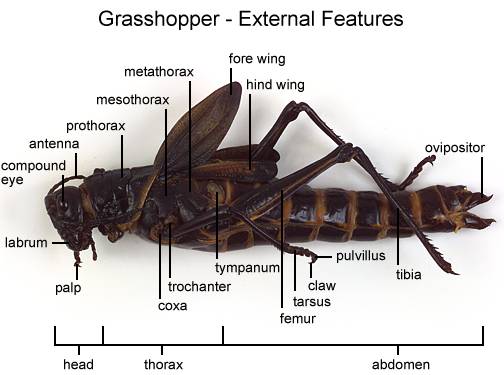 Grasshopper - External Features
fore wing
metathorax
hind wing
mesothorax
prothorax
antenna
ovipositor
compound
eye
labrum
palp
tympanum
pulvillus
trochanter
claw
tibia
coxa
tarsus
femur
head
thorax
abdomen